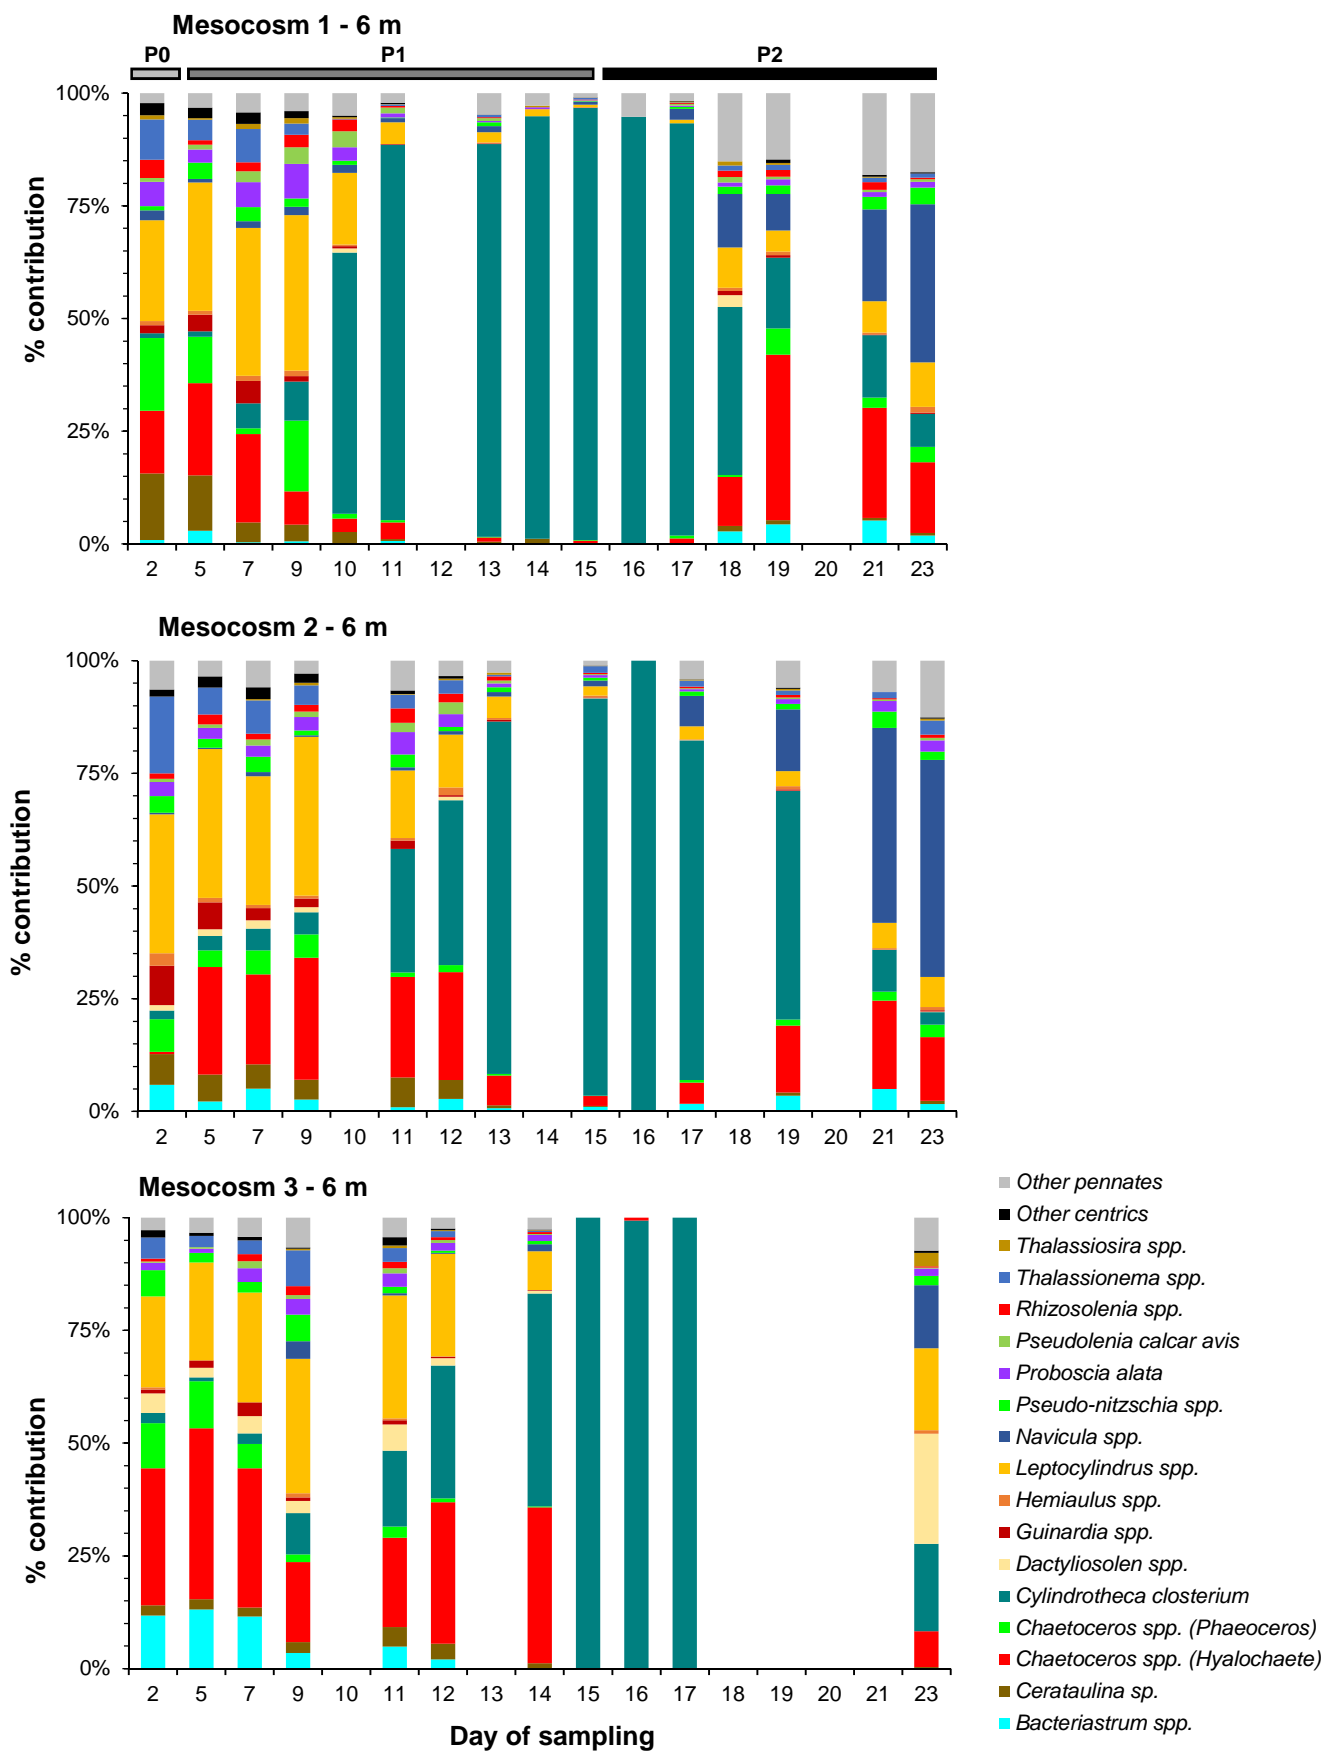 Mesocosm 1 - 6 m
P0 P1 P2
100%
75%
50%
25%
0%
% contribution
2 5 7 9 10 11 12 13 14 15 16 17 18 19 20 21 23
Mesocosm 2 - 6 m
100%
75%
50%
25%
0%
% contribution
2 5 7 9 10 11 12 13 14 15 16 17 18 19 20 21 23
Mesocosm 3 - 6 m
100%
75%
50%
25%
0%
% contribution
2 5 7 9 10 11 12 13 14 15 16 17 18 19 20 21 23
Day of sampling
Other pennates
Other centrics
Thalassiosira spp.
Thalassionema spp.
Rhizosolenia spp.
Pseudolenia calcar avis
Proboscia alata
Pseudo-nitzschia spp.
Navicula spp.
Leptocylindrus spp.
Hemiaulus spp.
Guinardia spp.
Dactyliosolen spp.
Cylindrotheca closterium
Chaetoceros spp. (Phaeoceros)
Chaetoceros spp. (Hyalochaete)
Cerataulina sp.
Bacteriastrum spp.